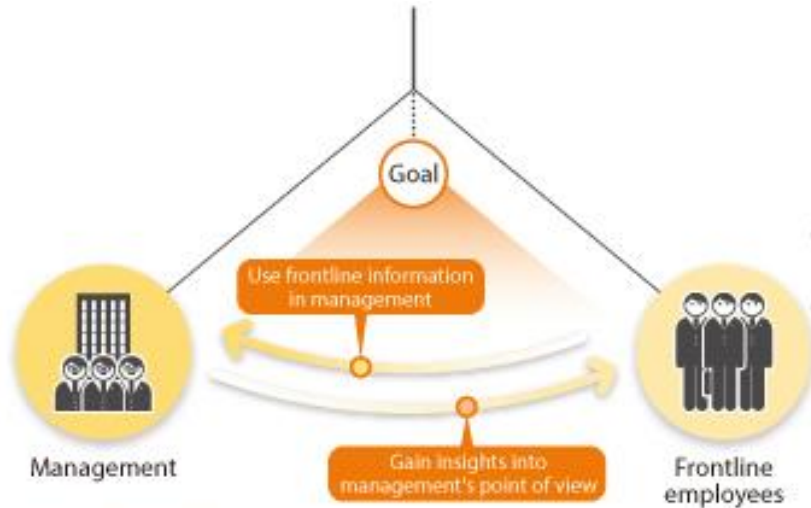 Goal
Use frontline information
in management
Management
Gain insights into
management's point of view
Frontline
employees